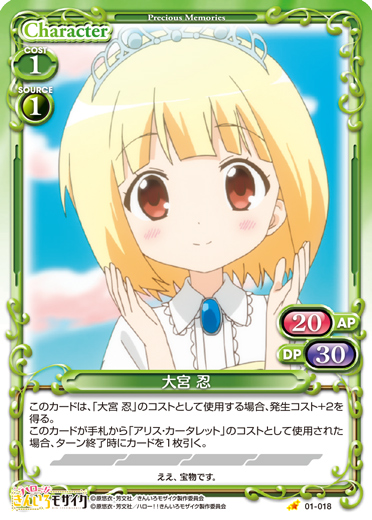 Precious Memories
Character
COST
1
SOURCE
1
20 AP
DP 30
大宮 忍
このカードは、「大宮 忍」のコストとして使用する場合、発生コスト+2を
得る。
このカードが手札から「アリス・カータレット」のコストとして使用された
場合、ターン終了時にカードを1枚引く。
ええ、宝物です。
ハロー!!
きんいろモザイク
©原悠衣・芳文社/きんいろモザイク製作委員会
©原悠衣・芳文社/ハロー!!きんいろモザイク製作委員会
01-018